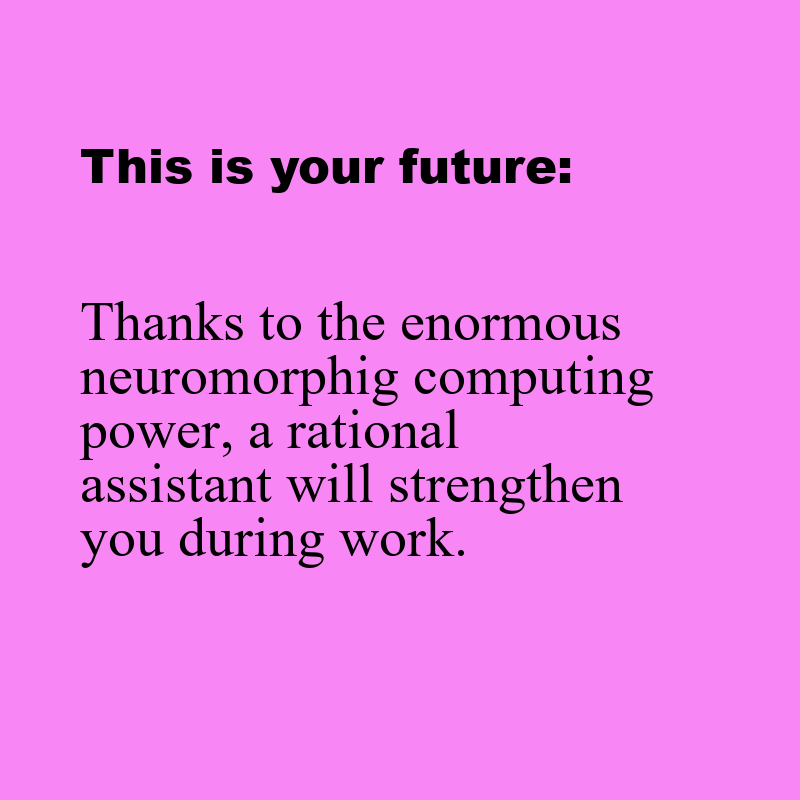 This is your future:
Thanks to the enormous
neuromorphig computing
power, a rational
assistant will strengthen
you during work.